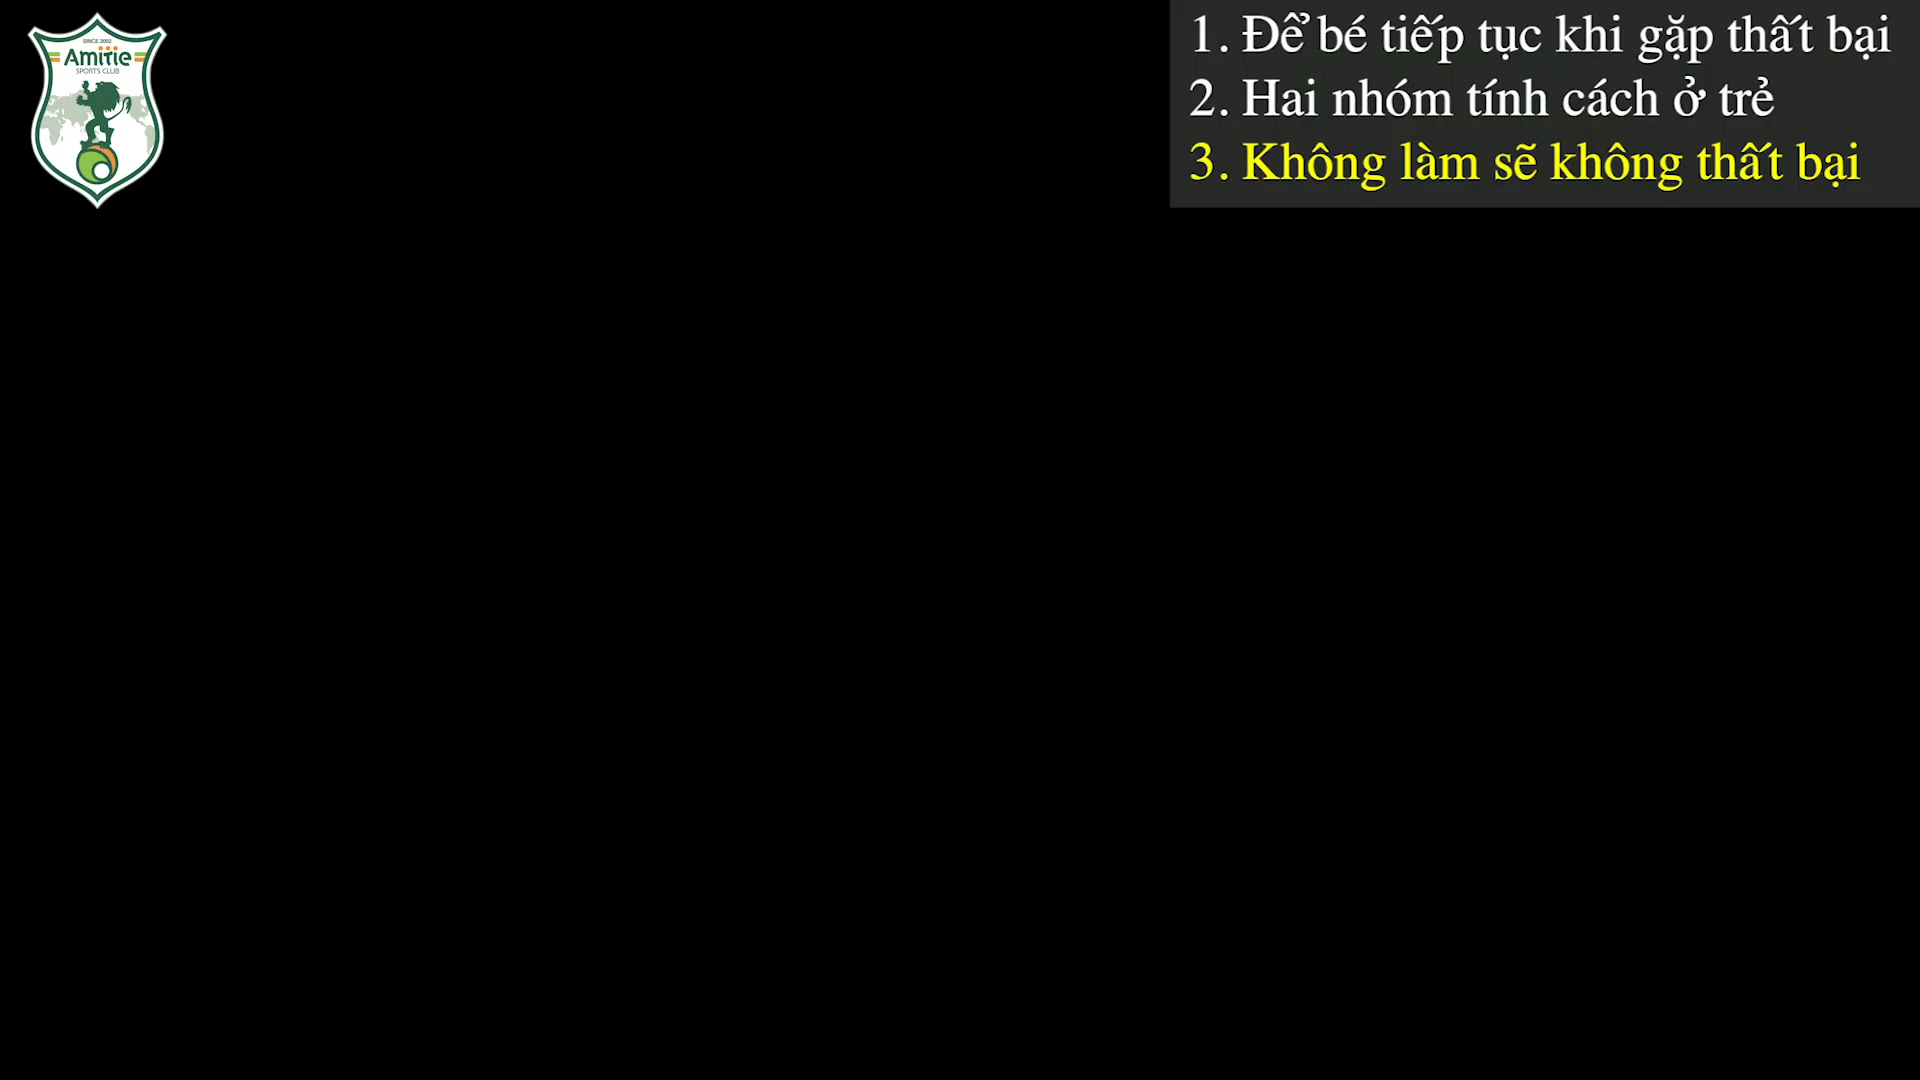 SINCE 2002
Amitie
SPORTS CLUB
1. Để bé tiếp tục khi gặp thất bại
2. Hai nhóm tính cách ở trẻ
3. Không làm sẽ không thất bại